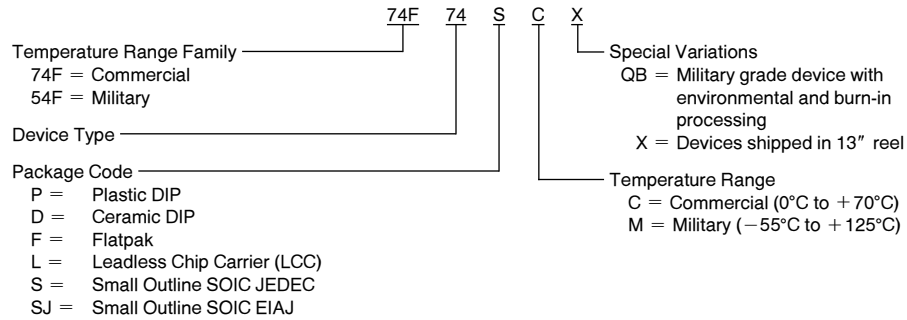 74F 74 S C X
Temperature Range Family
74F = Commercial
54F = Military
Device Type
Package Code
P = Plastic DIP
D = Ceramic DIP
F = Flatpak
L = Leadless Chip Carrier (LCC)
S = Small Outline SOIC JEDEC
SJ = Small Outline SOIC EIAJ
Special Variations
QB = Military grade device with
environmental and burn-in
processing
X = Devices shipped in 13″ reel
Temperature Range
C = Commercial (0°C to +70°C)
M = Military (−55°C to +125°C)